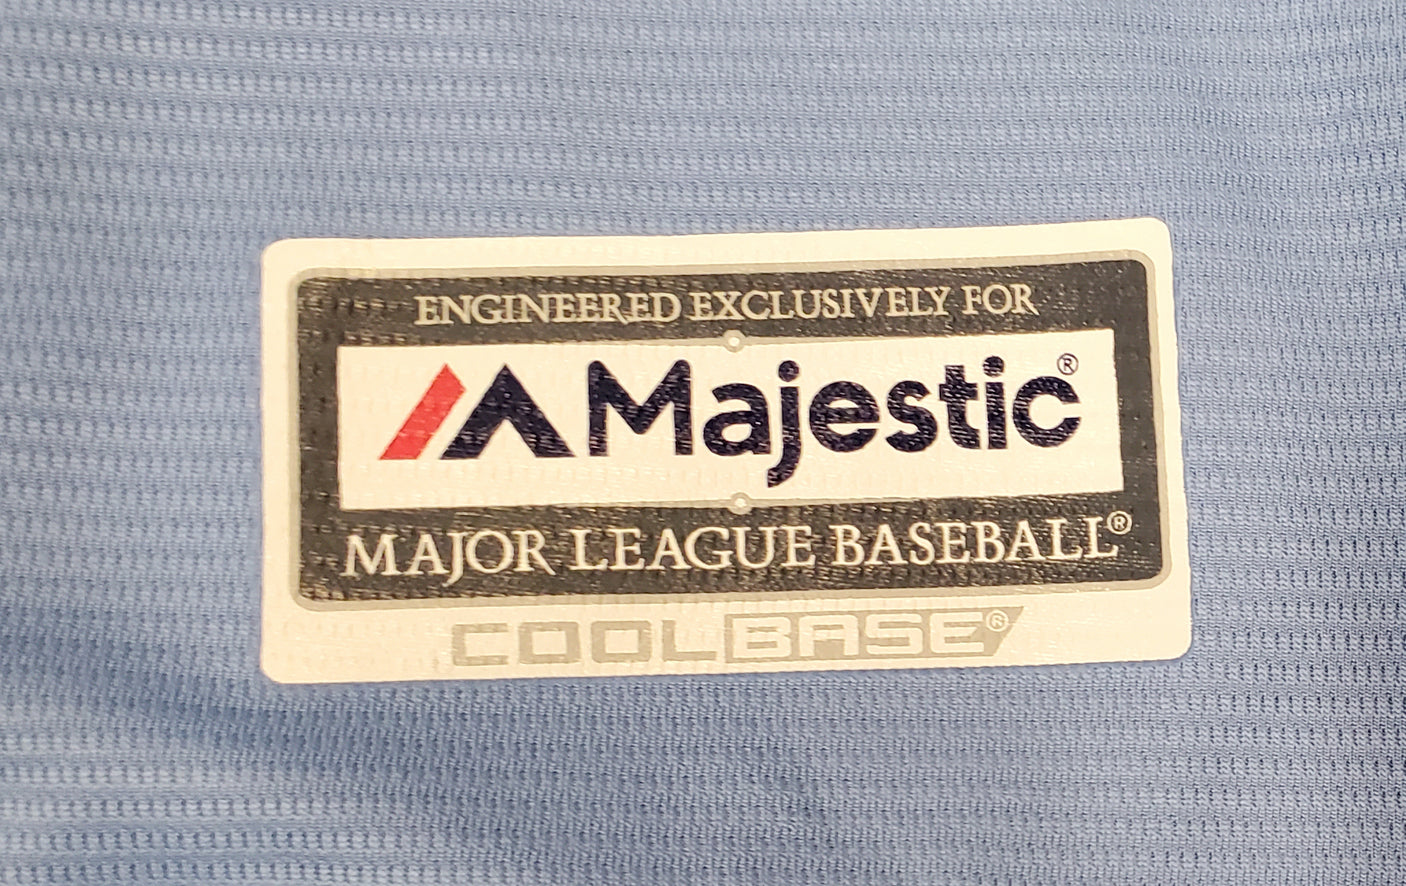 ENGINEERED EXCLUSIVELY FOR
Majestic®
MAJOR LEAGUE BASEBALL®
COOLBASE®